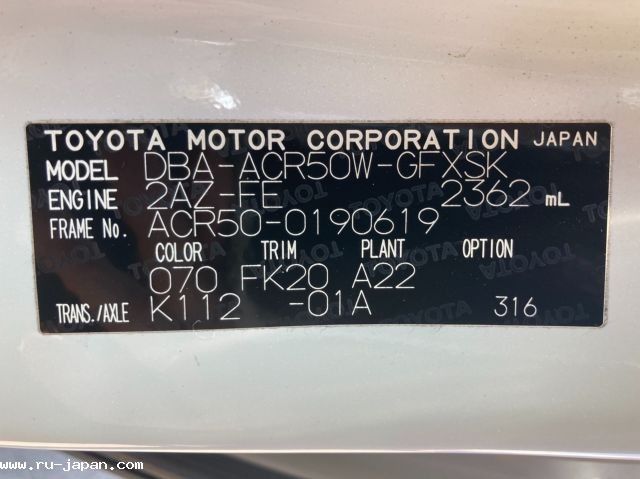 TOYOTA MOTOR CORPORATION JAPAN
MODEL DBA-ACR50W-GFXSK
ENGINE 2AZ-FE 2362 mL
FRAME No. ACR50-0190619
COLOR TRIM PLANT OPTION
070 FK20 A22
TRANS./AXLE K112 -01A 316
www.ru-japan.com